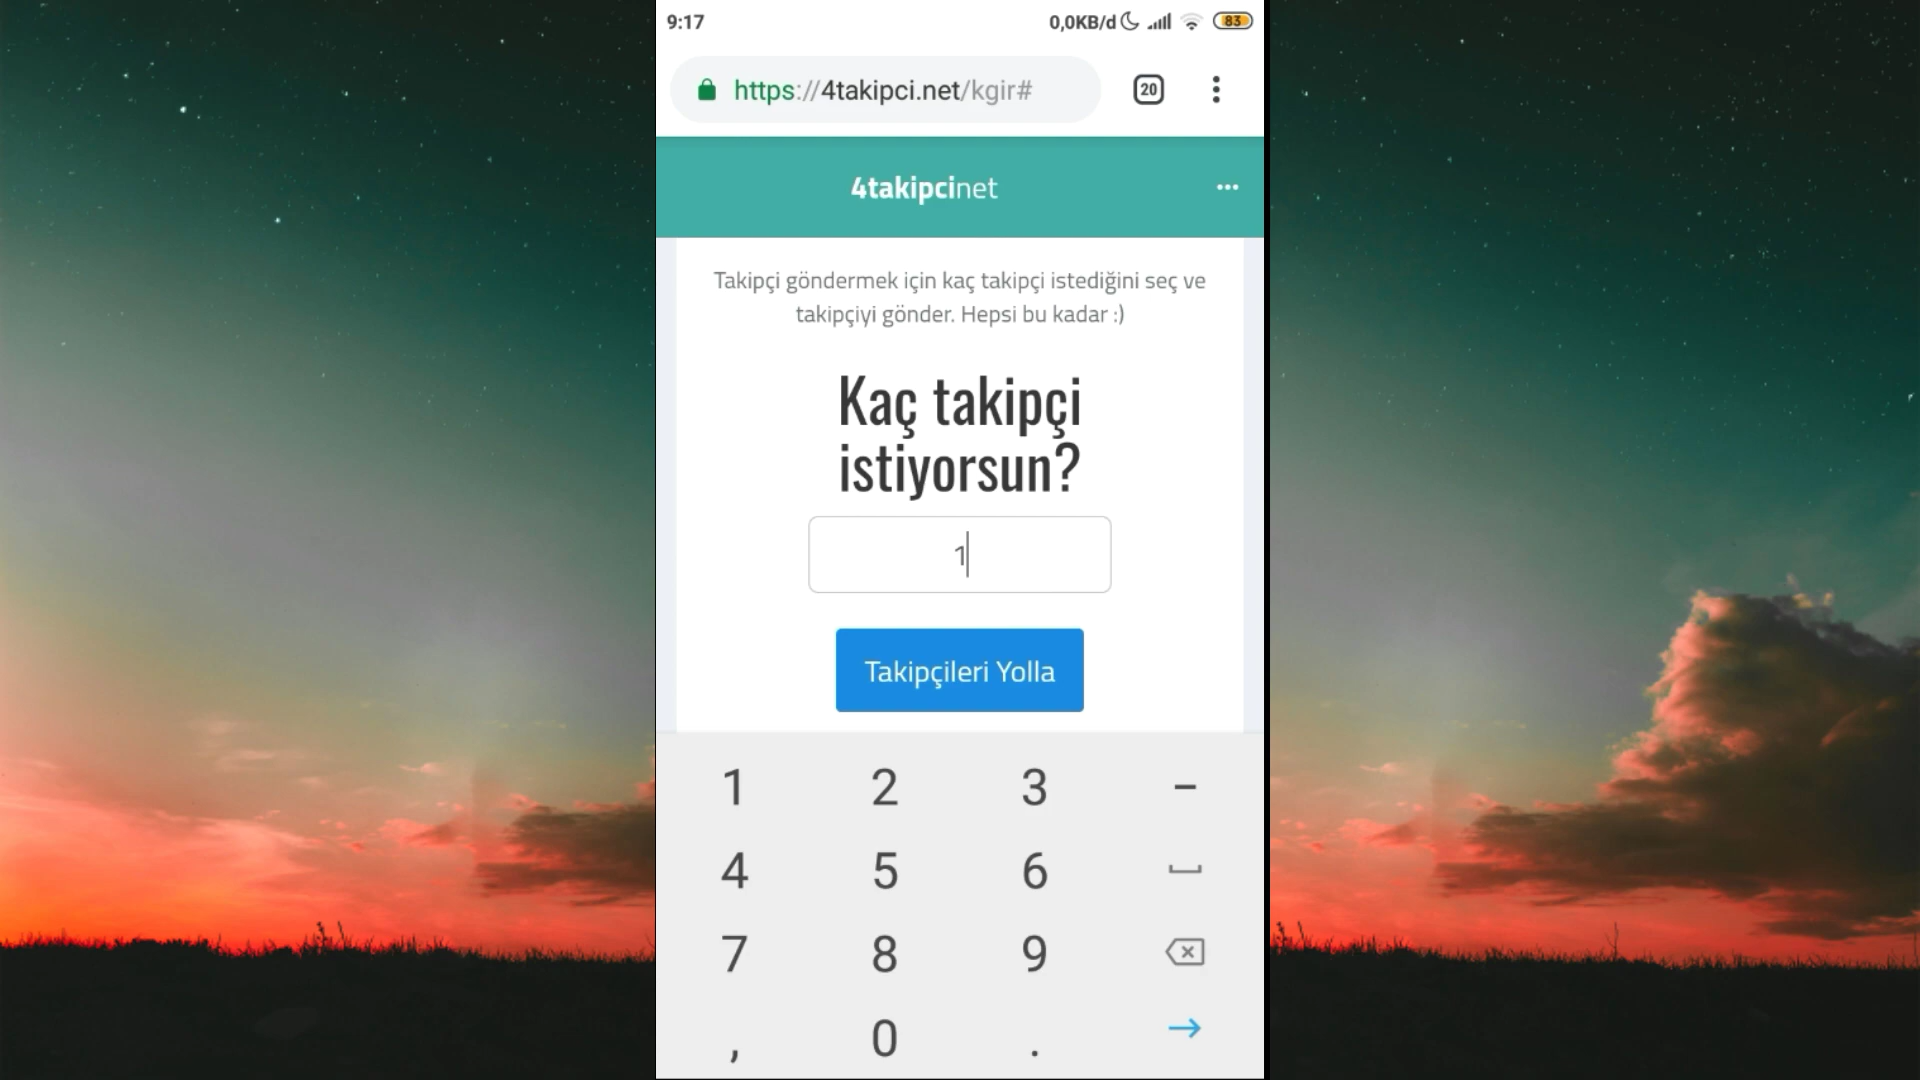 9:17
0,0KB/d
83
https://4takipci.net/kgir#
20
4takipcinet
Takipçi göndermek için kaç takipçi istediğini seç ve
takipçiyi gönder. Hepsi bu kadar :)
Kaç takipçi
istiyorsun?
1
Takipçileri Yolla
1 2 3 -
4 5 6
7 8 9
, 0 .